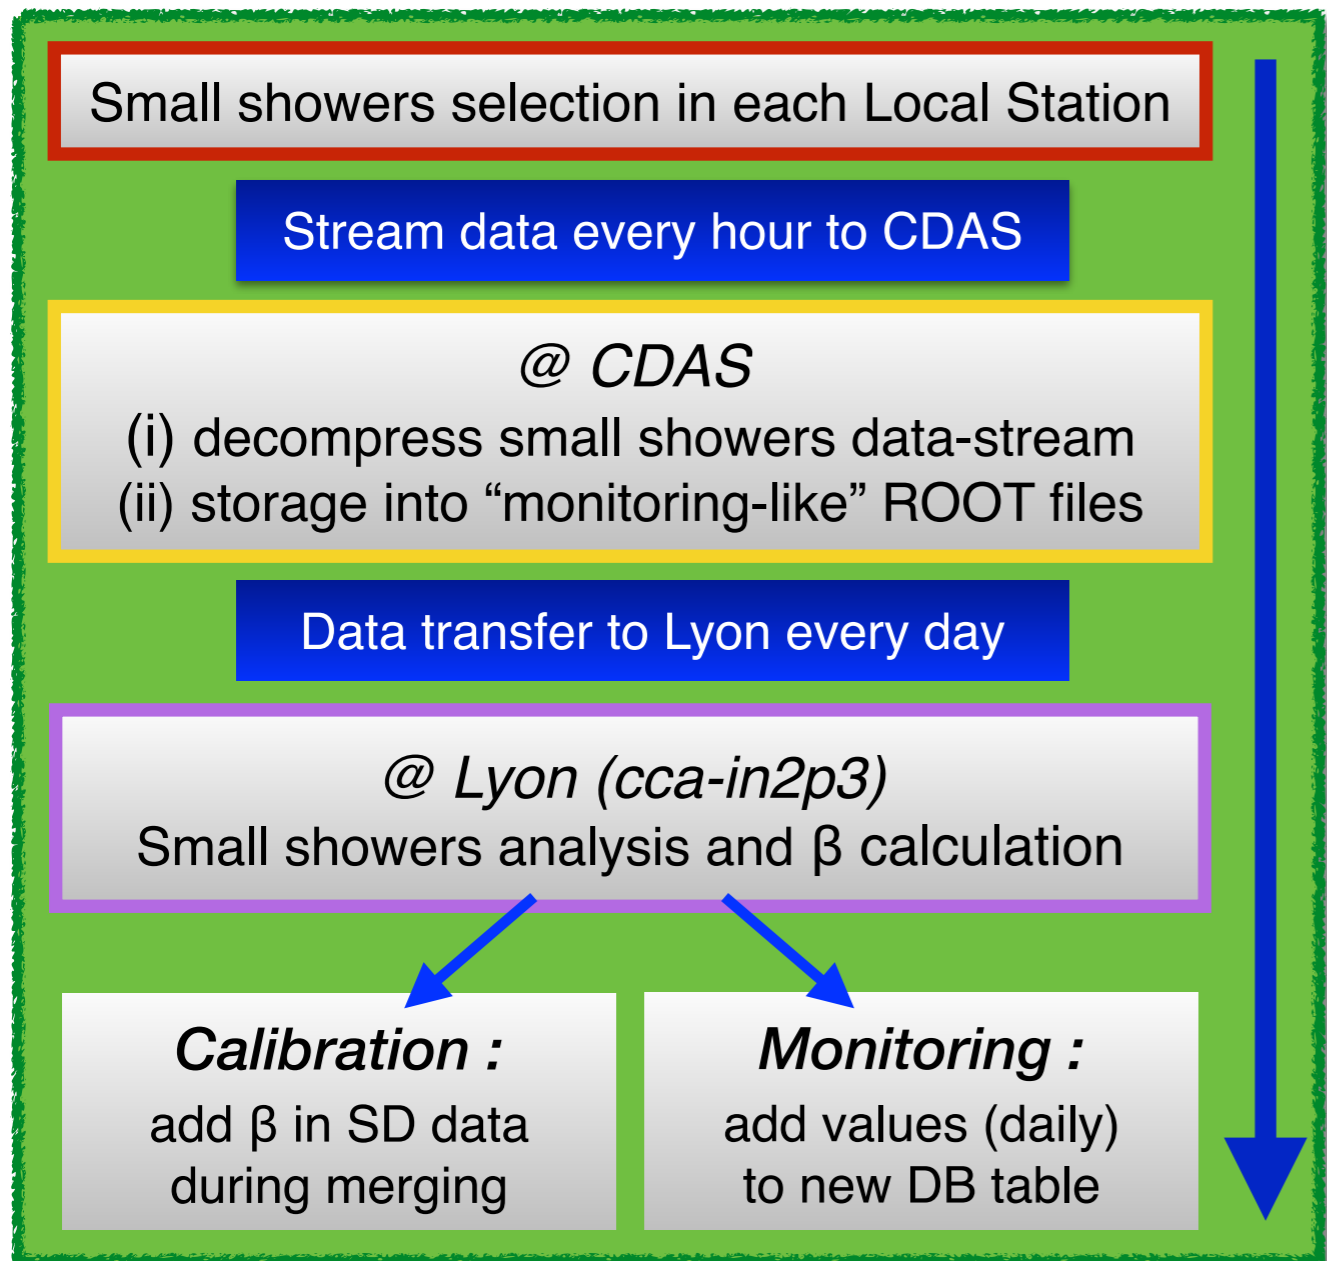 Small showers selection in each Local Station
Stream data every hour to CDAS
@ CDAS
(i) decompress small showers data-stream
(ii) storage into “monitoring-like” ROOT files
Data transfer to Lyon every day
@ Lyon (cca-in2p3)
Small showers analysis and β calculation
Calibration :
add β in SD data
during merging
Monitoring :
add values (daily)
to new DB table